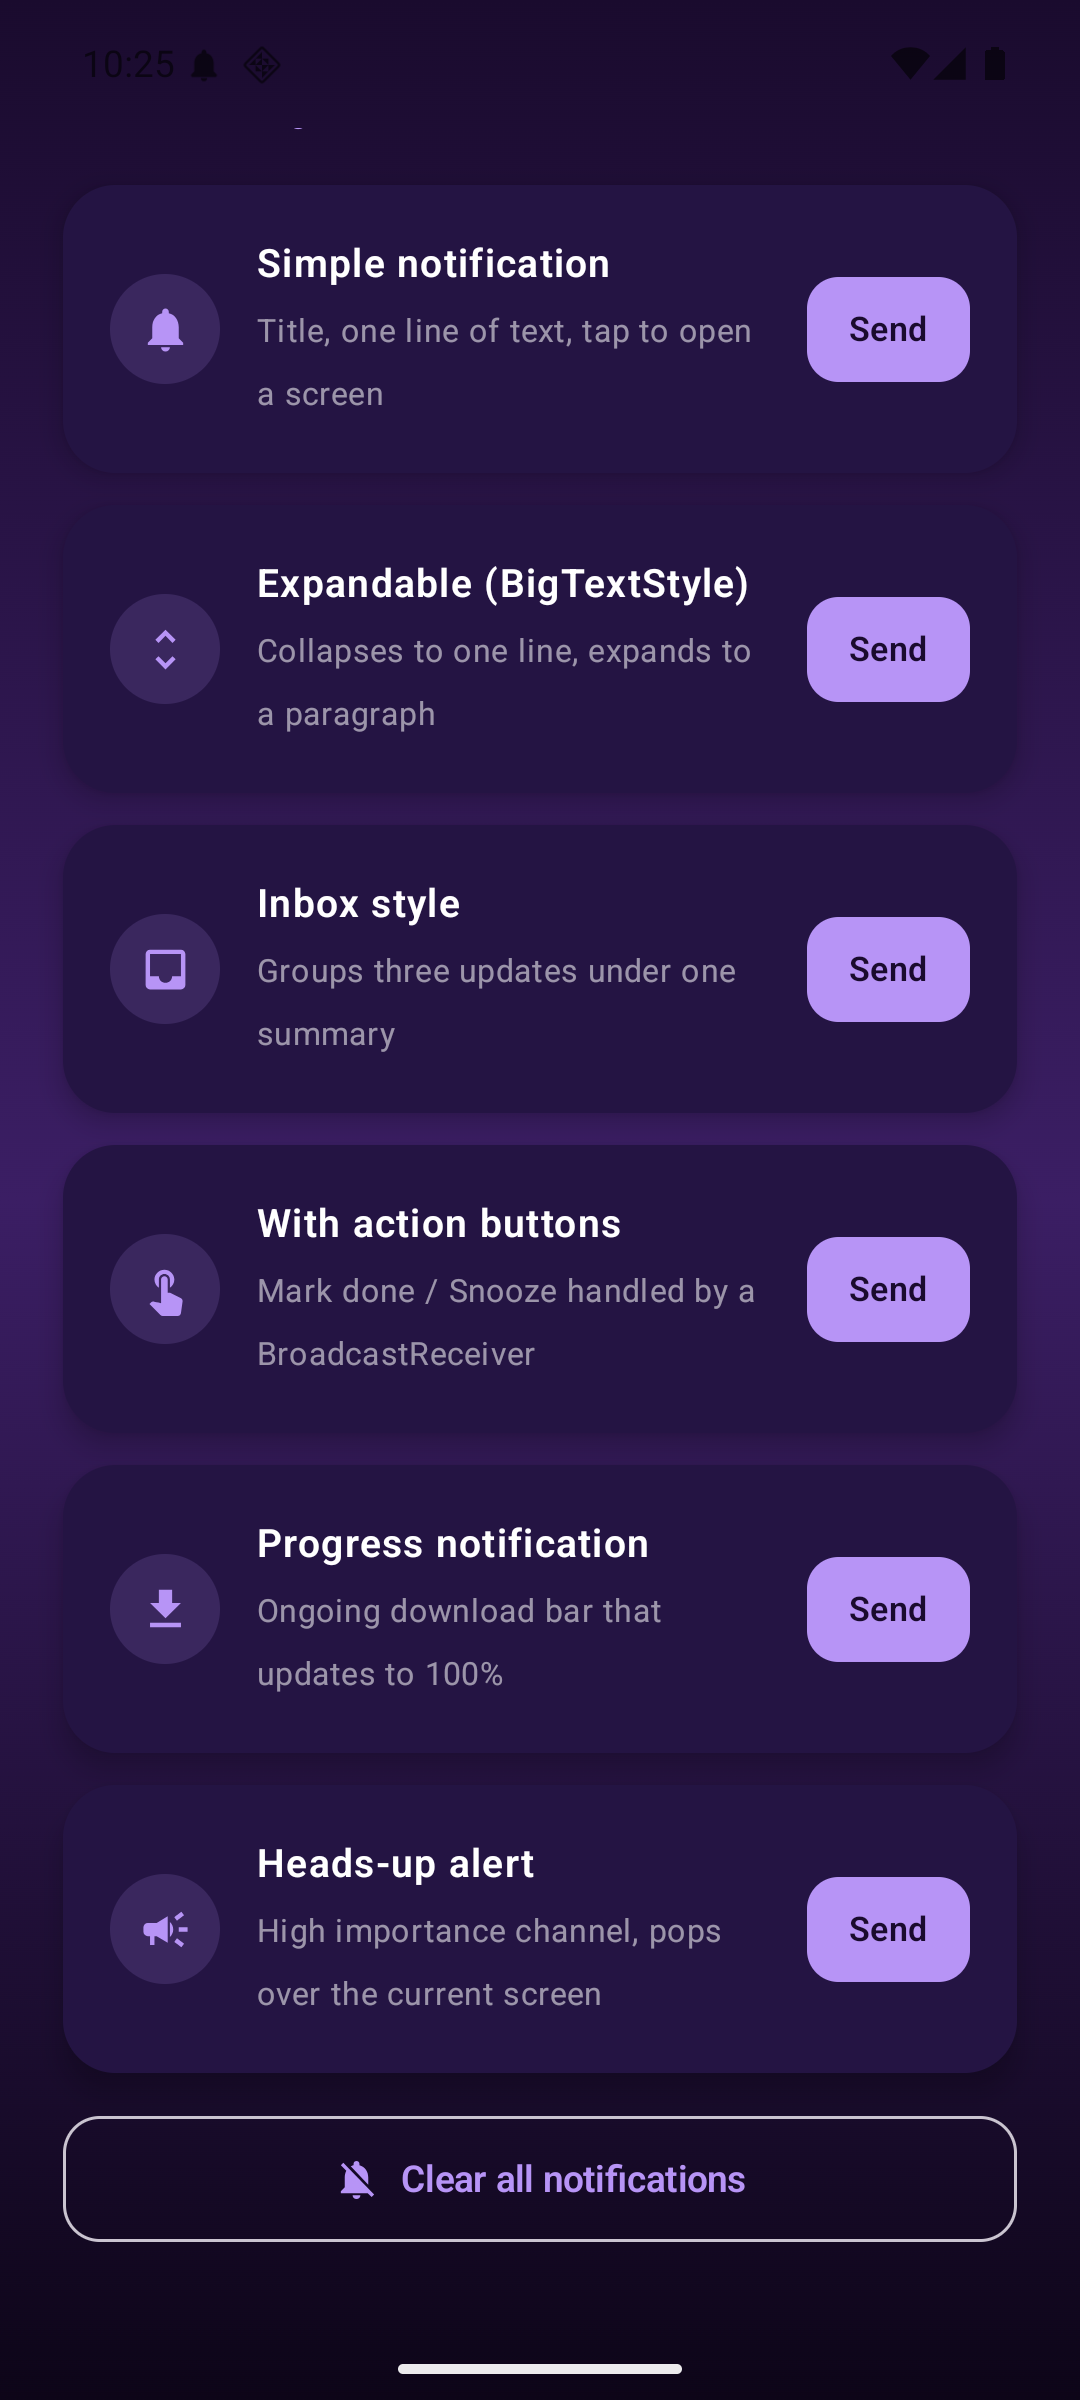 10:25
Simple notification
Title, one line of text, tap to open
a screen
Send
Expandable (BigTextStyle)
Collapses to one line, expands to
a paragraph
Send
Inbox style
Groups three updates under one
summary
Send
With action buttons
Mark done / Snooze handled by a
BroadcastReceiver
Send
Progress notification
Ongoing download bar that
updates to 100%
Send
Heads-up alert
High importance channel, pops
over the current screen
Send
Clear all notifications